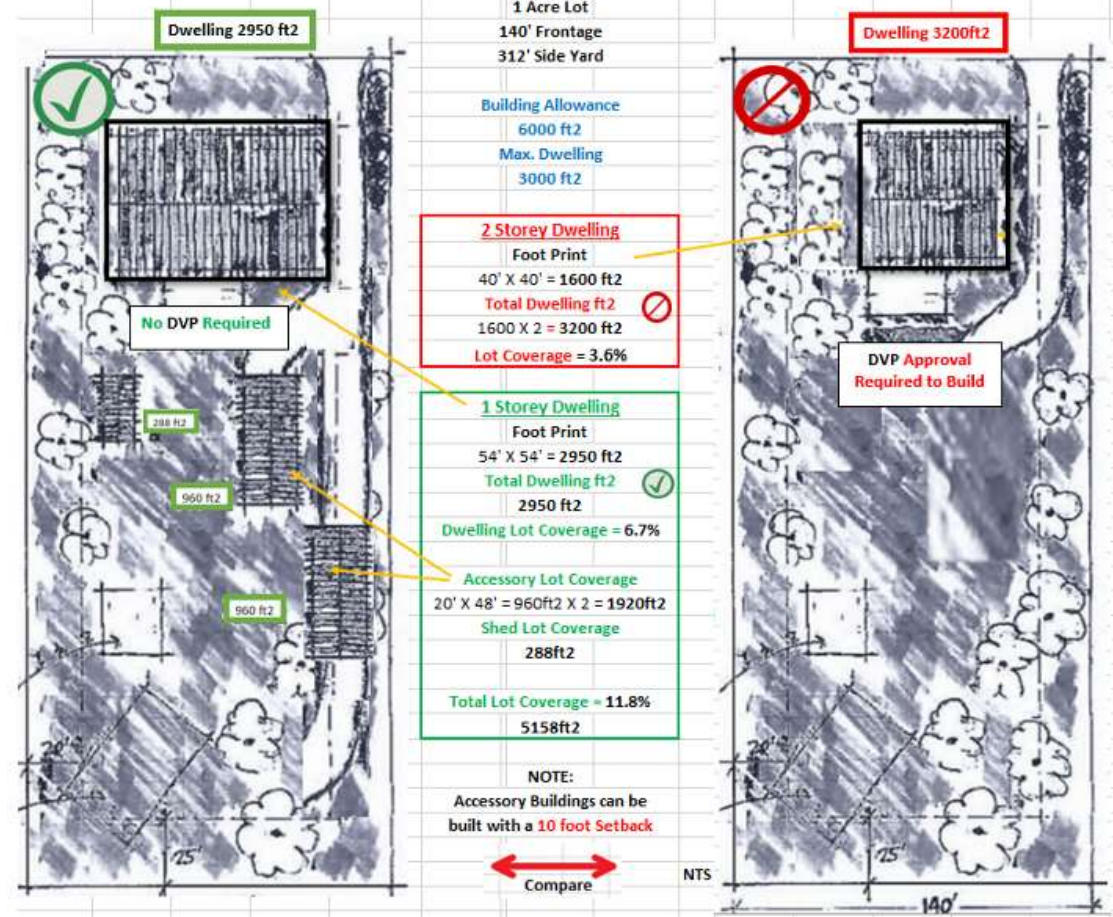 1 Acre Lot
140' Frontage
312' Side Yard
Dwelling 2950 ft2
Dwelling 3200ft2
Building Allowance
6000 ft2
Max. Dwelling
3000 ft2
2 Storey Dwelling
Foot Print
40' X 40' = 1600 ft2
Total Dwelling ft2
1600 X 2 = 3200 ft2
Lot Coverage = 3.6%
No DVP Required
DVP Approval
Required to Build
288 ft2
960 ft2
960 ft2
1 Storey Dwelling
Foot Print
54' X 54' = 2950 ft2
Total Dwelling ft2
2950 ft2
Dwelling Lot Coverage = 6.7%
Accessory Lot Coverage
20' X 48' = 960ft2 X 2 = 1920ft2
Shed Lot Coverage
288ft2
Total Lot Coverage = 11.8%
5158ft2
NOTE:
Accessory Buildings can be
built with a 10 foot Setback
Compare
NTS
20'
25'
20'
25'
140'